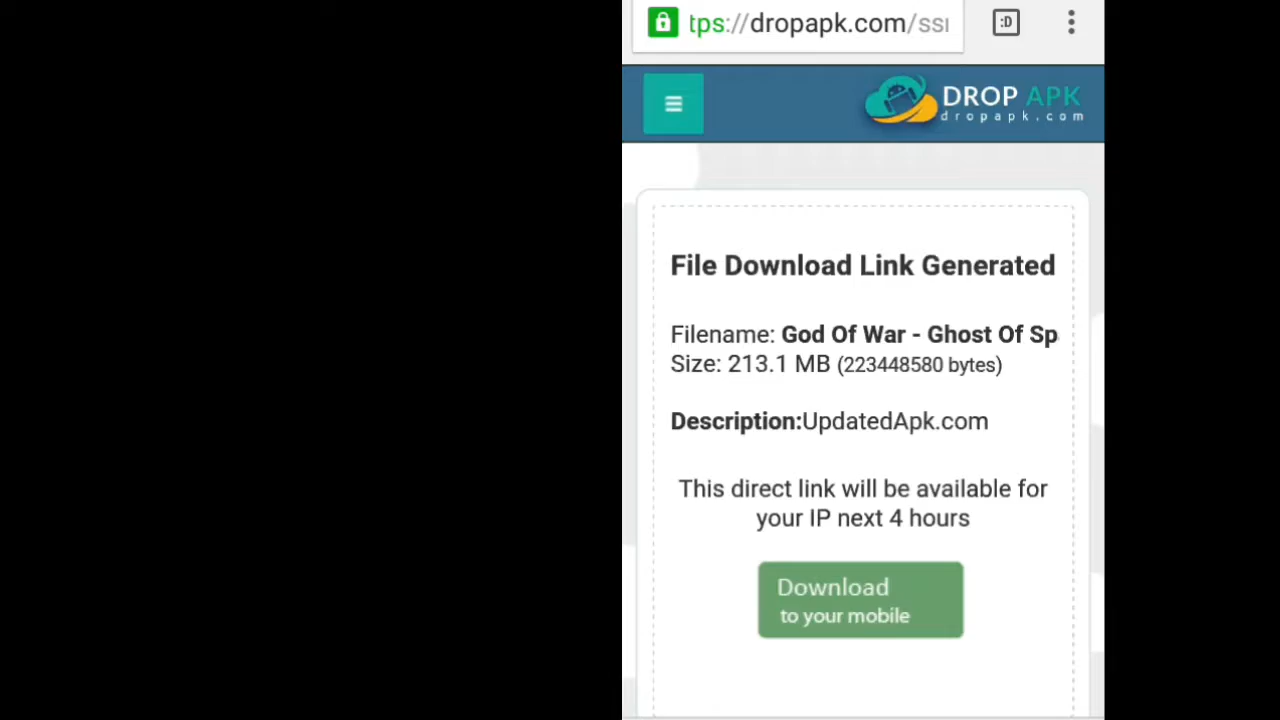 tps://dropapk.com/ssı
:D
DROP APK
dropapk.com
File Download Link Generated
Filename: God Of War - Ghost Of Sp
Size: 213.1 MB (223448580 bytes)
Description:UpdatedApk.com
This direct link will be available for
your IP next 4 hours
Download
to your mobile